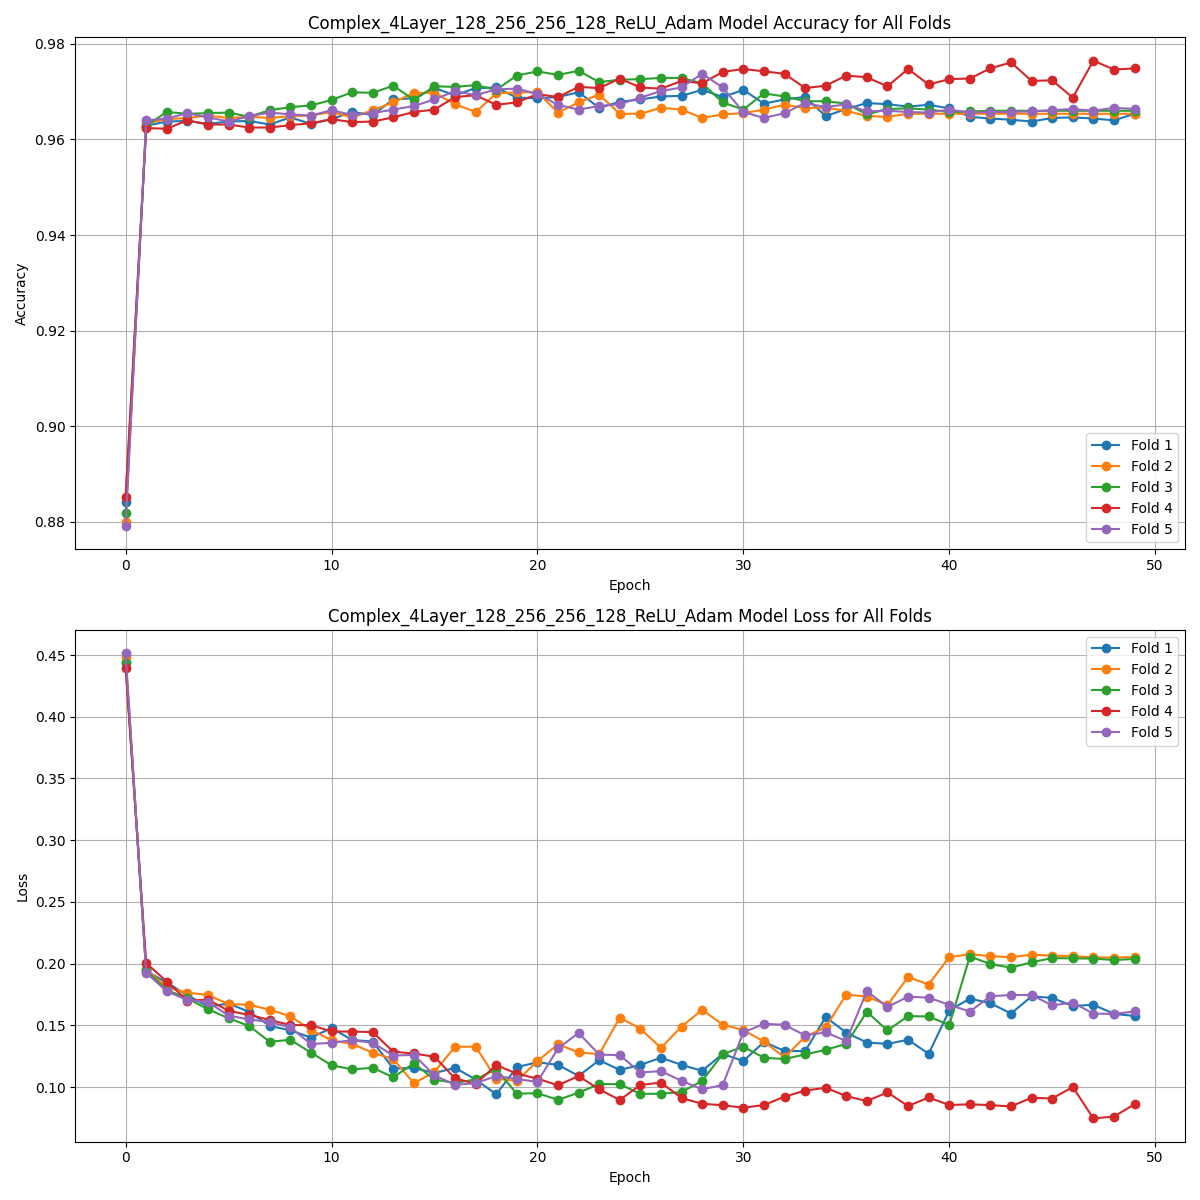 Complex_4Layer_128_256_256_128_ReLU_Adam Model Accuracy for All Folds
0.98
0.96
0.94
0.92
0.90
0.88
Accuracy
Fold 1
Fold 2
Fold 3
Fold 4
Fold 5
0 10 20 30 40 50
Epoch
Complex_4Layer_128_256_256_128_ReLU_Adam Model Loss for All Folds
0.45
0.40
0.35
0.30
0.25
0.20
0.15
0.10
Loss
Fold 1
Fold 2
Fold 3
Fold 4
Fold 5
0 10 20 30 40 50
Epoch